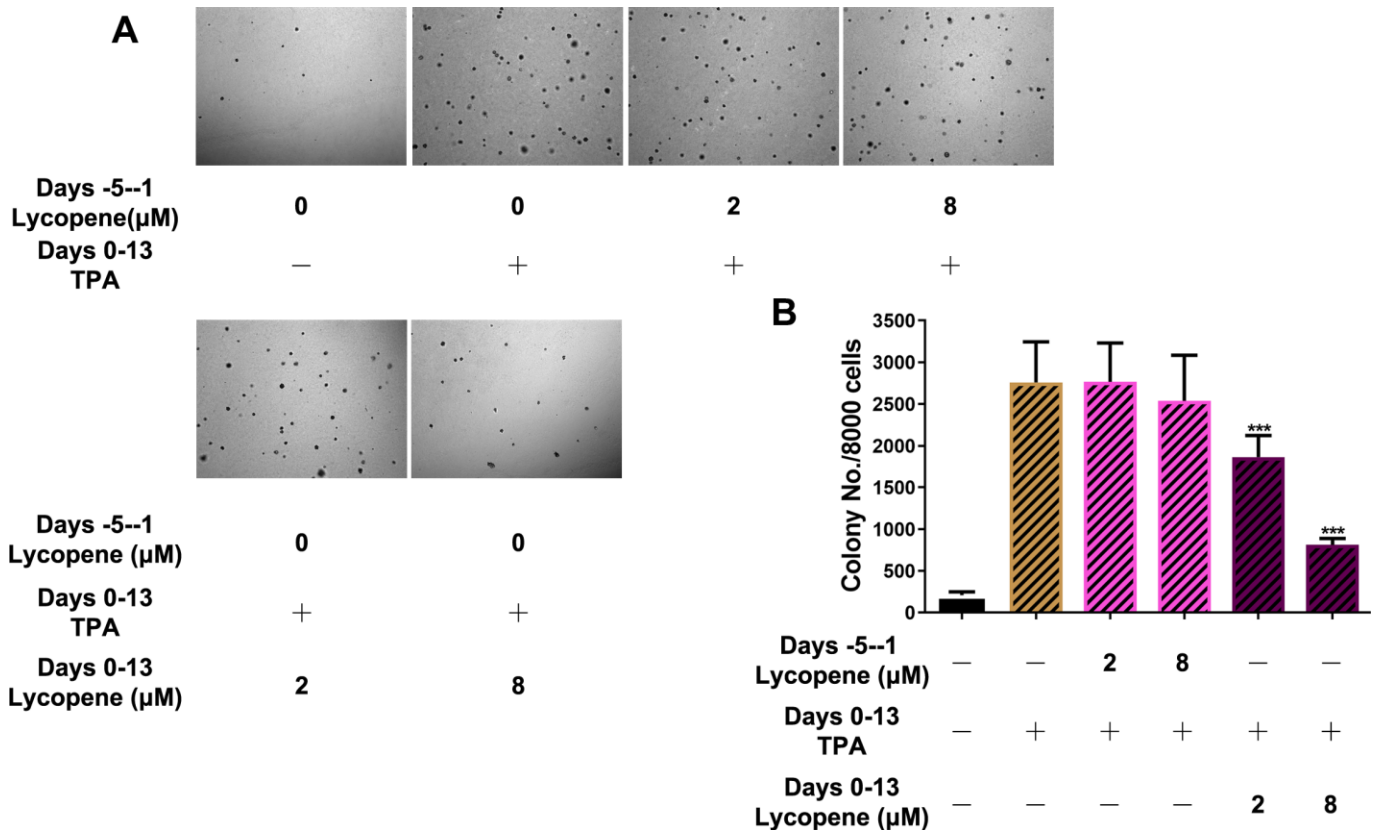 A
Days -5--1
Lycopene(μM)
0 0 2 8
Days 0-13
TPA
— + + +
Days -5--1
Lycopene (μM)
0 0
Days 0-13
TPA
+ +
Days 0-13
Lycopene (μM)
2 8
B
Colony No./8000 cells
3500
3000
2500
2000
1500
1000
500
0
*** ***
Days -5--1
Lycopene (μM)
— — 2 8 — —
Days 0-13
TPA
— + + + + +
Days 0-13
Lycopene (μM)
— — — — 2 8